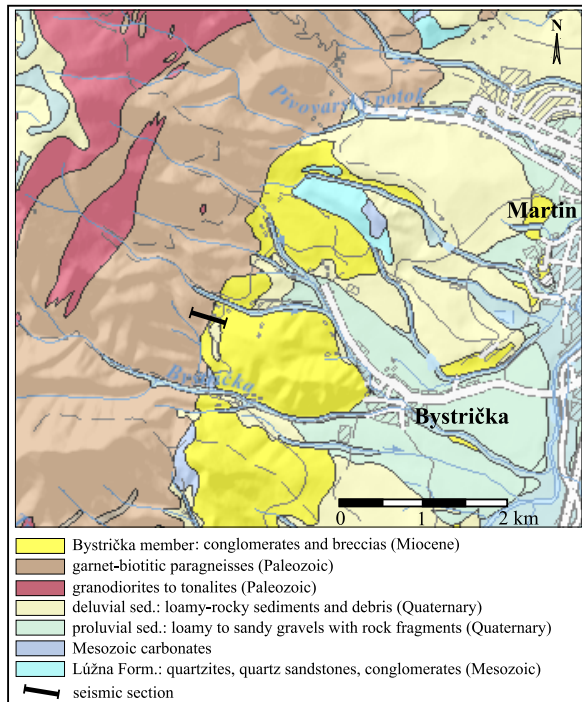 N
Pivovarský potok
Martin
Bystrička
Bystrička
0 1 2 km
Bystrička member: conglomerates and breccias (Miocene)
garnet-biotitic paragneisses (Paleozoic)
granodiorites to tonalites (Paleozoic)
deluvial sed.: loamy-rocky sediments and debris (Quaternary)
proluvial sed.: loamy to sandy gravels with rock fragments (Quaternary)
Mesozoic carbonates
Lúžna Form.: quartzites, quartz sandstones, conglomerates (Mesozoic)
seismic section